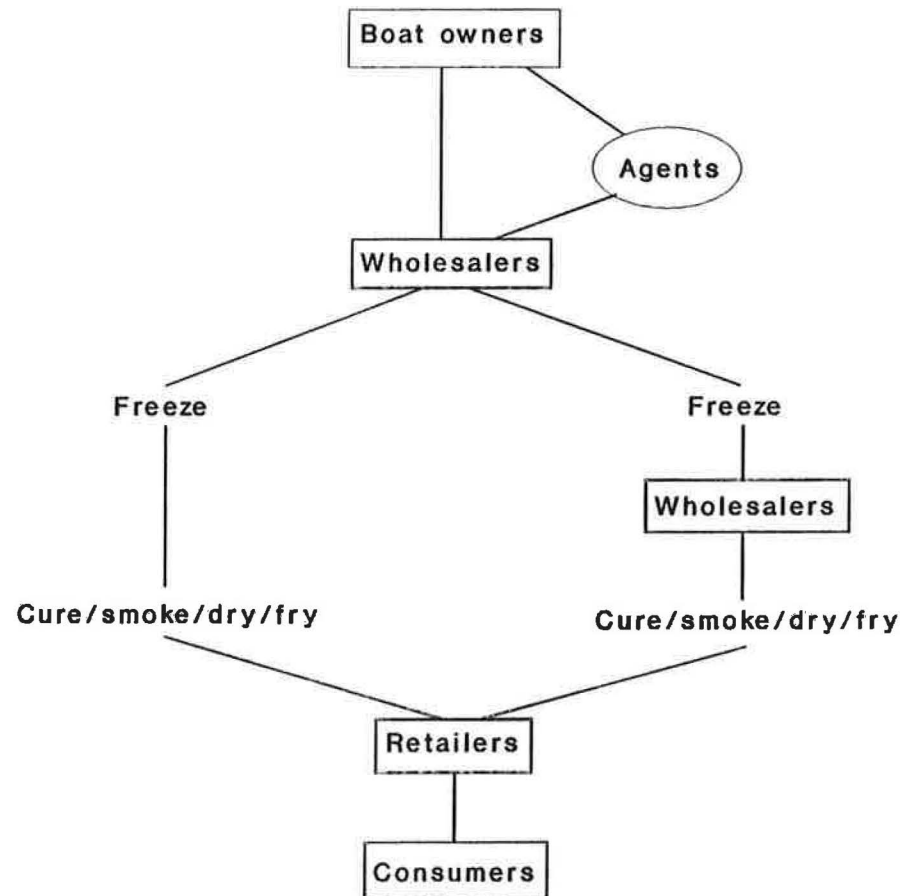 Boat owners
Agents
Wholesalers
Freeze
Freeze
Wholesalers
Cure/smoke/dry/fry
Cure/smoke/dry/fry
Retailers
Consumers